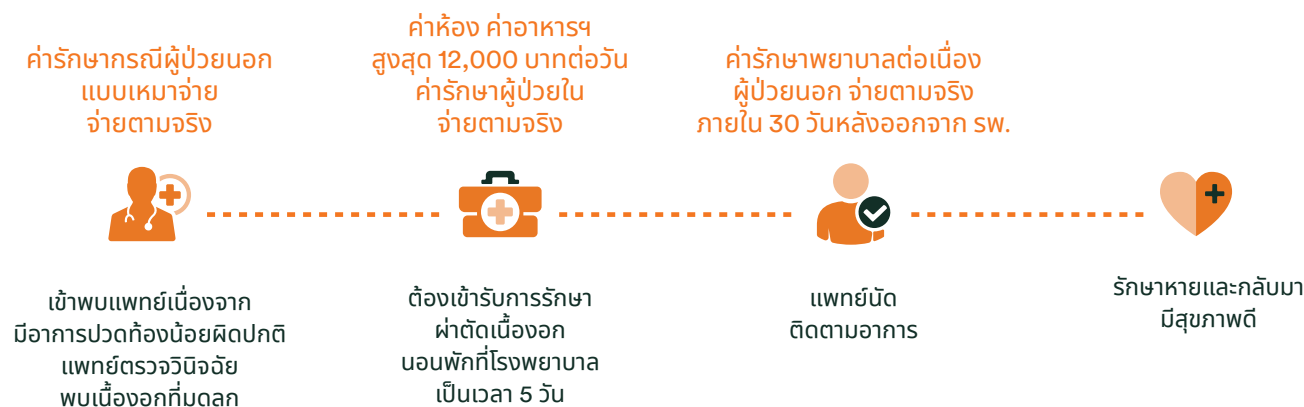 ค่ารักษากรณีผู้ป่วยนอก
แบบเหมาจ่าย
จ่ายตามจริง
ค่าห้อง ค่าอาหารฯ
สูงสุด 12,000 บาทต่อวัน
ค่ารักษาผู้ป่วยใน
จ่ายตามจริง
ค่ารักษาพยาบาลต่อเนื่อง
ผู้ป่วยนอก จ่ายตามจริง
ภายใน 30 วันหลังออกจาก รพ.
เข้าพบแพทย์เนื่องจาก
มีอาการปวดท้องน้อยผิดปกติ
แพทย์ตรวจวินิจฉัย
พบเนื้องอกที่มดลูก
ต้องเข้ารับการรักษา
ผ่าตัดเนื้องอก
นอนพักที่โรงพยาบาล
เป็นเวลา 5 วัน
แพทย์นัด
ติดตามอาการ
รักษาหายและกลับมา
มีสุขภาพดี